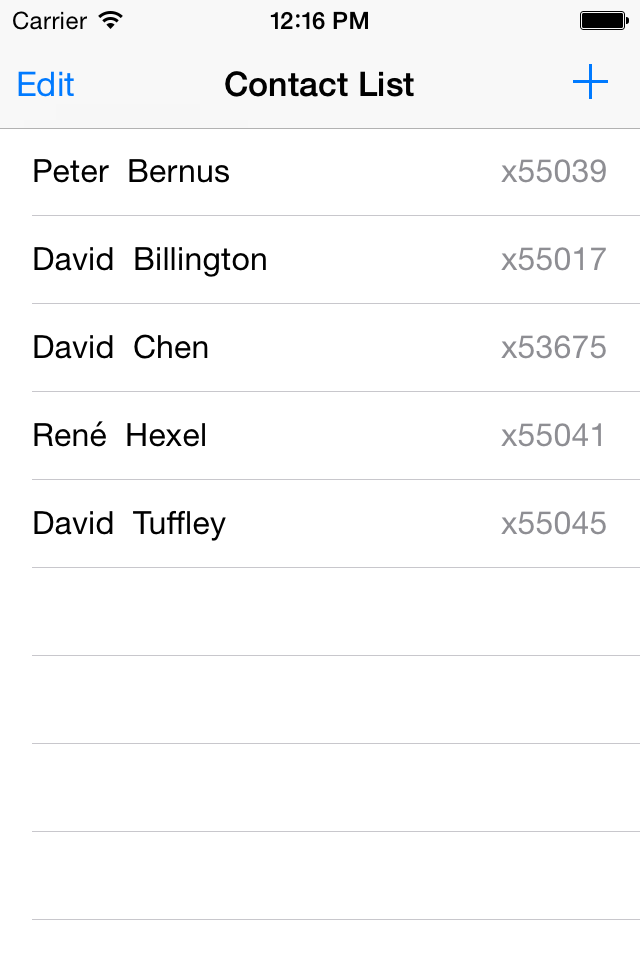 Carrier 12:16 PM
Edit Contact List +
Peter  Bernus x55039
David  Billington x55017
David  Chen x53675
René  Hexel x55041
David  Tuffley x55045